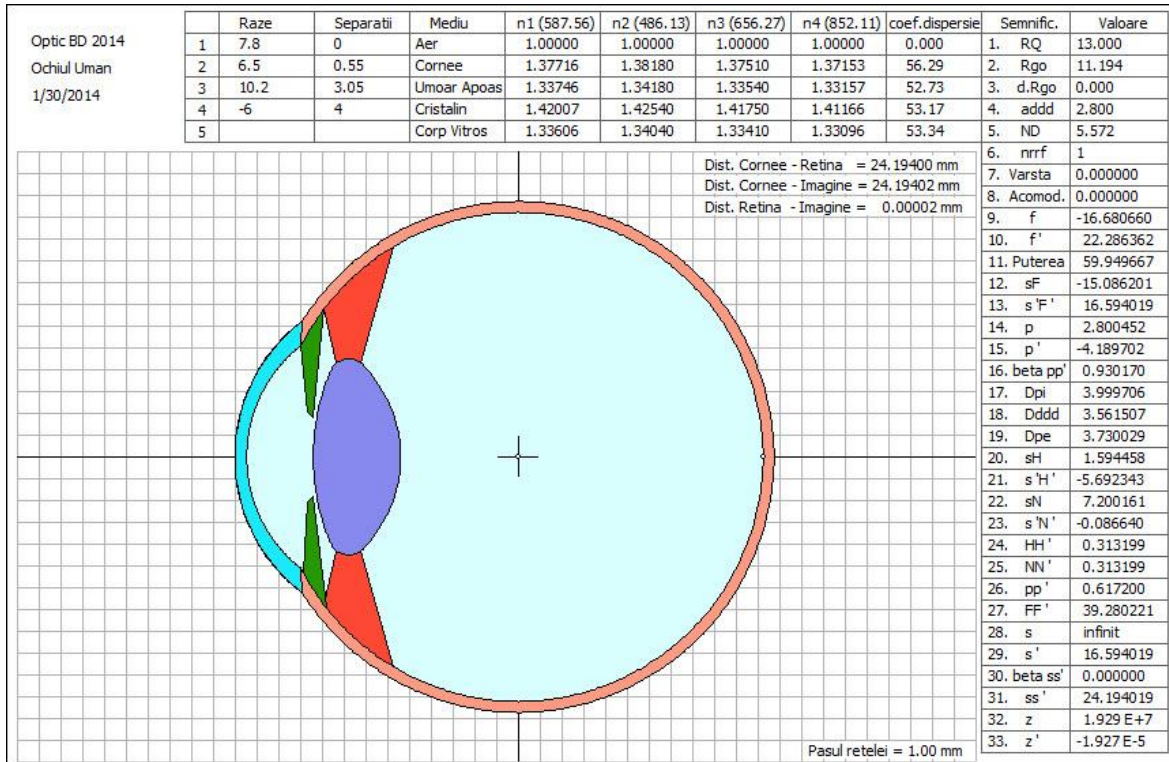 Optic BD 2014
Ochiul Uman
1/30/2014
Raze Separatii Mediu n1 (587.56) n2 (486.13) n3 (656.27) n4 (852.11) coef.dispersie
1 7.8 0 Aer 1.00000 1.00000 1.00000 1.00000 0.000
2 6.5 0.55 Cornee 1.37716 1.38180 1.37510 1.37153 56.29
3 10.2 3.05 Umoar Apoas 1.33746 1.34180 1.33540 1.33157 52.73
4 -6 4 Cristalin 1.42007 1.42540 1.41750 1.41166 53.17
5 Corp Vitros 1.33606 1.34040 1.33410 1.33096 53.34
Semnific. Valoare
1. RQ 13.000
2. Rgo 11.194
3. d.Rgo 0.000
4. addd 2.800
5. ND 5.572
6. nrrf 1
7. Varsta 0.000000
8. Acomod. 0.000000
9. f -16.680660
10. f' 22.286362
11. Puterea 59.949667
12. sF -15.086201
13. s'F' 16.594019
14. p 2.800452
15. p' -4.189702
16. beta pp' 0.930170
17. Dpi 3.999706
18. Dddd 3.561507
19. Dpe 3.730029
20. sH 1.594458
21. s'H' -5.692343
22. sN 7.200161
23. s'N' -0.086640
24. HH' 0.313199
25. NN' 0.313199
26. pp' 0.617200
27. FF' 39.280221
28. s infinit
29. s' 16.594019
30. beta ss' 0.000000
31. ss' 24.194019
32. z 1.929 E+7
33. z' -1.927E-5
Dist. Cornee - Retina = 24.19400 mm
Dist. Cornee - Imagine = 24.19402 mm
Dist. Retina - Imagine = 0.00002 mm
Pasul retelei = 1.00 mm